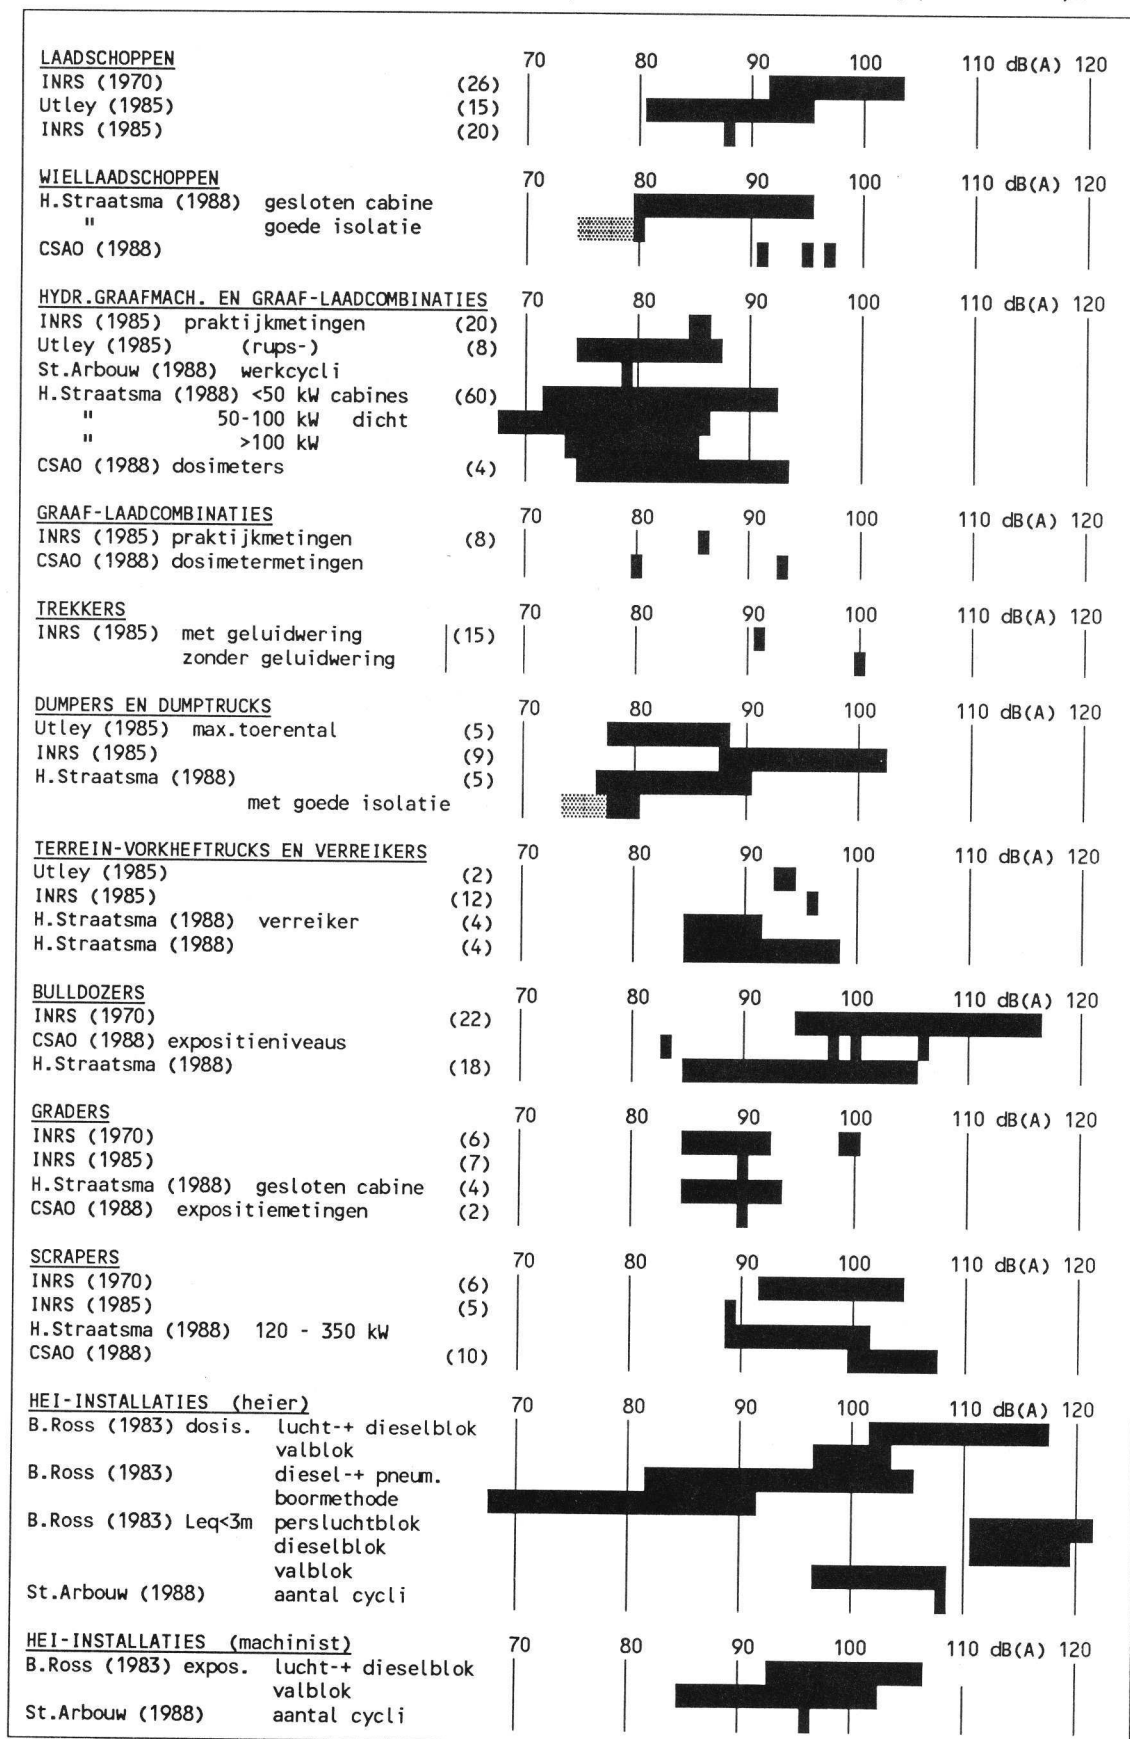 LAADSCHOPPEN 70 80 90 100 110 dB(A) 120
INRS (1970) (26)
Utley (1985) (15)
INRS (1985) (20)
WIELLAADSCHOPPEN 70 80 90 100 110 dB(A) 120
H.Straatsma (1988) gesloten cabine
" goede isolatie
CSAO (1988)
HYDR.GRAAFMACH. EN GRAAF-LAADCOMBINATIES 70 80 90 100 110 dB(A) 120
INRS (1985) praktijkmetingen (20)
Utley (1985) (rups-) (8)
St.Arbouw (1988) werkcycli
H.Straatsma (1988) <50 kW cabines (60)
" 50-100 kW dicht
" >100 kW
CSAO (1988) dosimeters (4)
GRAAF-LAADCOMBINATIES 70 80 90 100 110 dB(A) 120
INRS (1985) praktijkmetingen (8)
CSAO (1988) dosimetermetingen
TREKKERS 70 80 90 100 110 dB(A) 120
INRS (1985) met geluidwering (15)
zonder geluidwering
DUMPERS EN DUMPTRUCKS 70 80 90 100 110 dB(A) 120
Utley (1985) max.toerental (5)
INRS (1985) (9)
H.Straatsma (1988) (5)
met goede isolatie
TERREIN-VORKHEFTRUCKS EN VERREIKERS 70 80 90 100 110 dB(A) 120
Utley (1985) (2)
INRS (1985) (12)
H.Straatsma (1988) verreiker (4)
H.Straatsma (1988) (4)
BULLDOZERS 70 80 90 100 110 dB(A) 120
INRS (1970) (22)
CSAO (1988) expositieniveaus
H.Straatsma (1988) (18)
GRADERS 70 80 90 100 110 dB(A) 120
INRS (1970) (6)
INRS (1985) (7)
H.Straatsma (1988) gesloten cabine (4)
CSAO (1988) expositiemetingen (2)
SCRAPERS 70 80 90 100 110 dB(A) 120
INRS (1970) (6)
INRS (1985) (5)
H.Straatsma (1988) 120 - 350 kW
CSAO (1988) (10)
HEI-INSTALLATIES (heier) 70 80 90 100 110 dB(A) 120
B.Ross (1983) dosis. lucht-+ dieselblok
valblok
B.Ross (1983) diesel-+ pneum.
boormethode
B.Ross (1983) Leq<3m persluchtblok
dieselblok
valblok
St.Arbouw (1988) aantal cycli
HEI-INSTALLATIES (machinist) 70 80 90 100 110 dB(A) 120
B.Ross (1983) expos. lucht-+ dieselblok
valblok
St.Arbouw (1988) aantal cycli